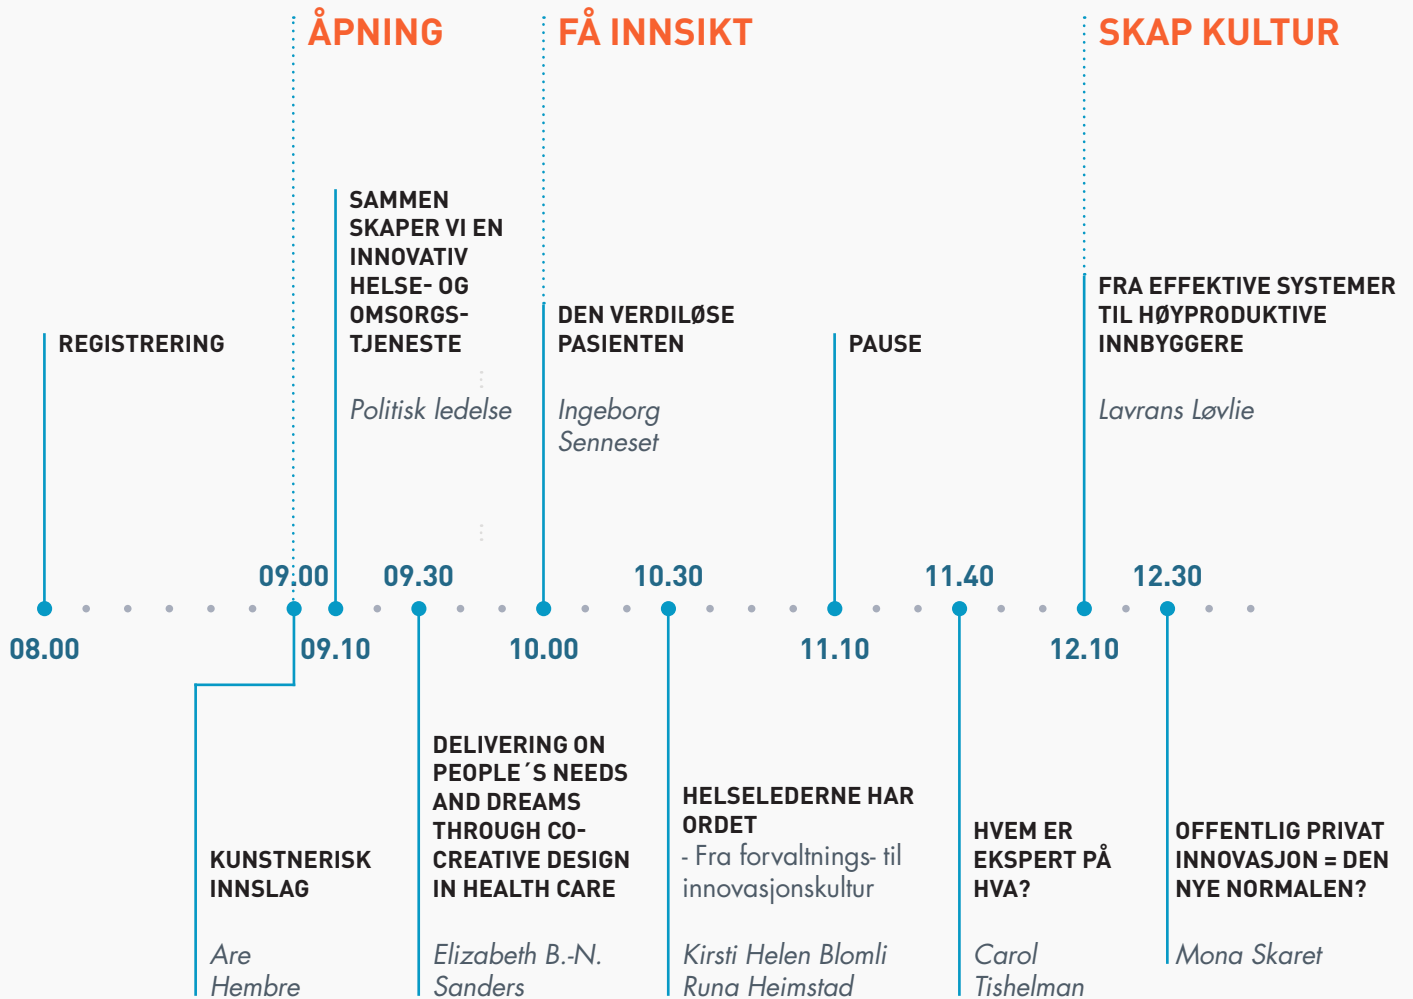 ÅPNING
FÅ INNSIKT
SKAP KULTUR
SAMMEN
SKAPER VI EN
INNOVATIV
HELSE- OG
OMSORGS-
TJENESTE
Politisk ledelse
REGISTRERING
DEN VERDILØSE
PASIENTEN
Ingeborg
Senneset
PAUSE
FRA EFFEKTIVE SYSTEMER
TIL HØYPRODUKTIVE
INNBYGGERE
Lavrans Løvlie
09.00
09.30
10.30
11.40
12.30
08.00
09.10
10.00
11.10
12.10
KUNSTNERISK
INNSLAG
Are
Hembre
DELIVERING ON
PEOPLE´S NEEDS
AND DREAMS
THROUGH CO-
CREATIVE DESIGN
IN HEALTH CARE
Elizabeth B.-N.
Sanders
HELSELEDERNE HAR
ORDET
- Fra forvaltnings- til
innovasjonskultur
Kirsti Helen Blomli
Runa Heimstad
HVEM ER
EKSPERT PÅ
HVA?
Carol
Tishelman
OFFENTLIG PRIVAT
INNOVASJON = DEN
NYE NORMALEN?
Mona Skaret